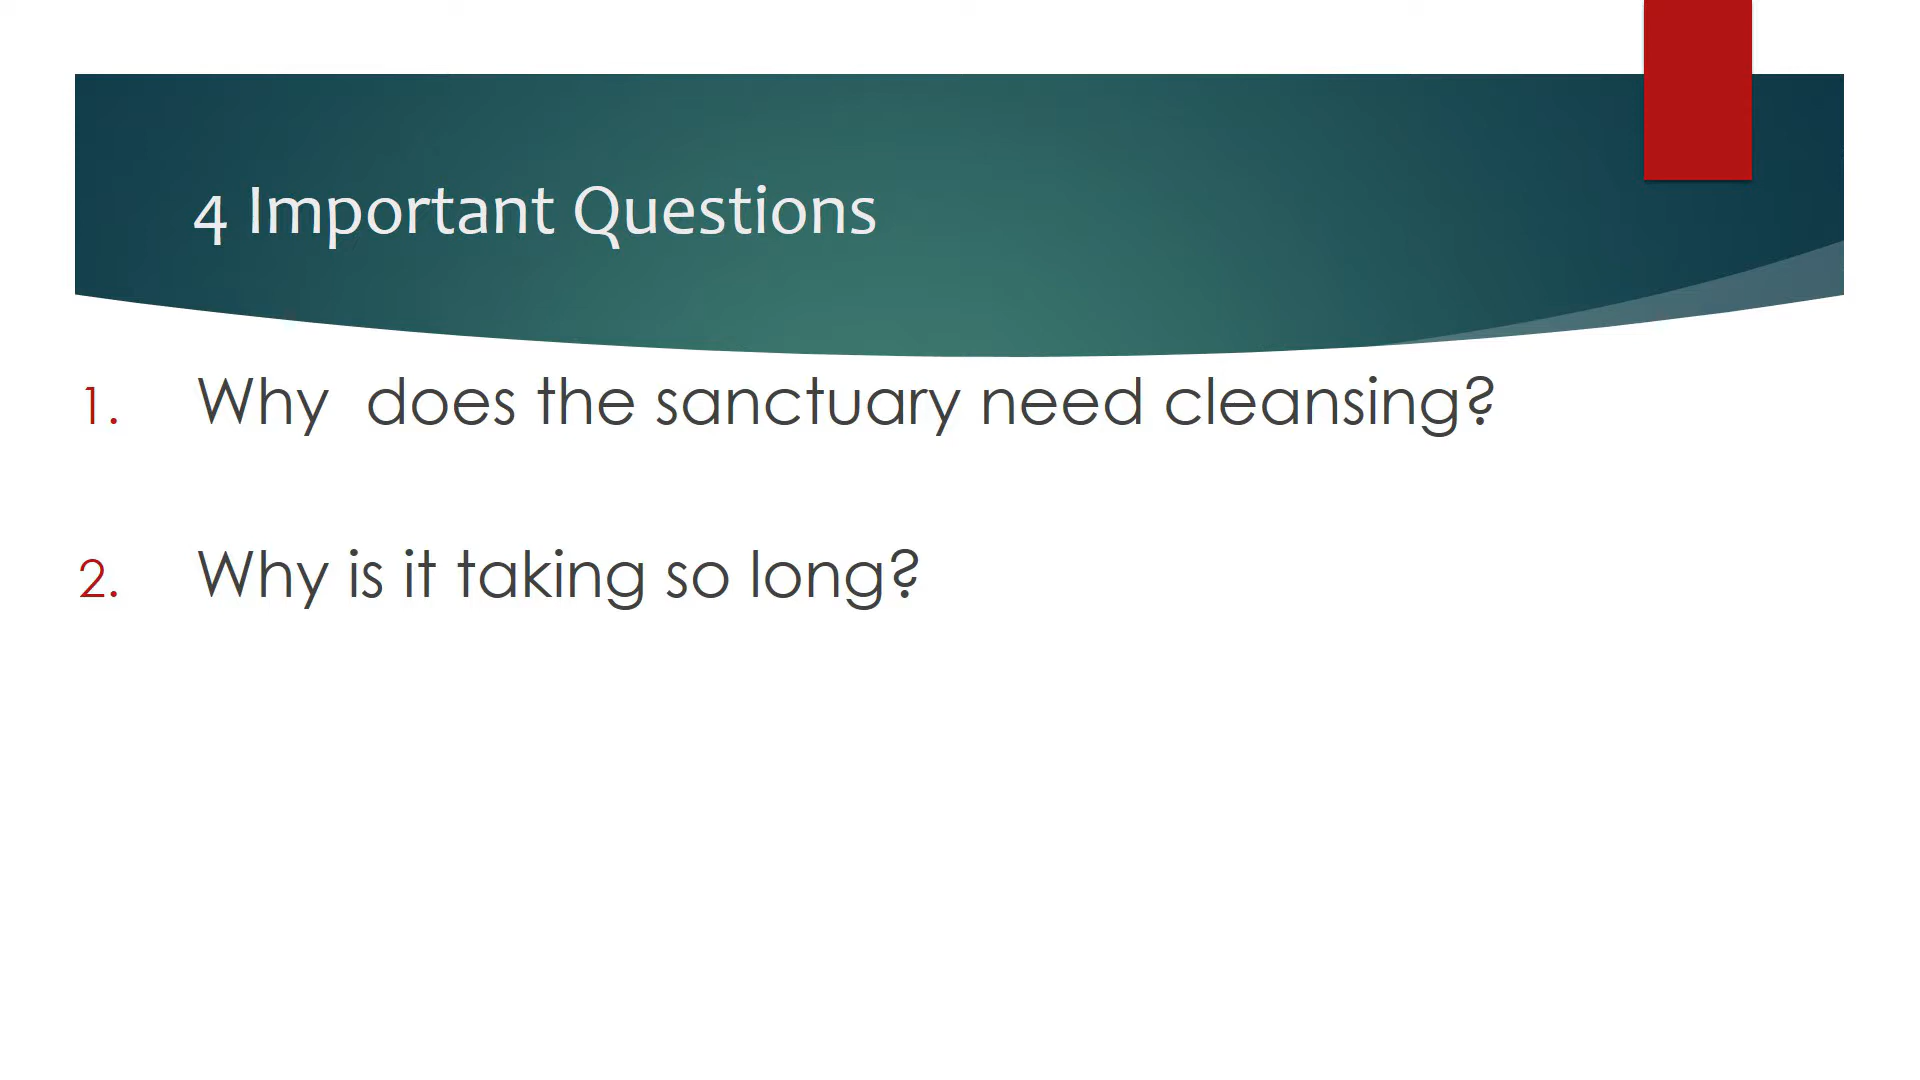 4 Important Questions
1. Why  does the sanctuary need cleansing?
2. Why is it taking so long?